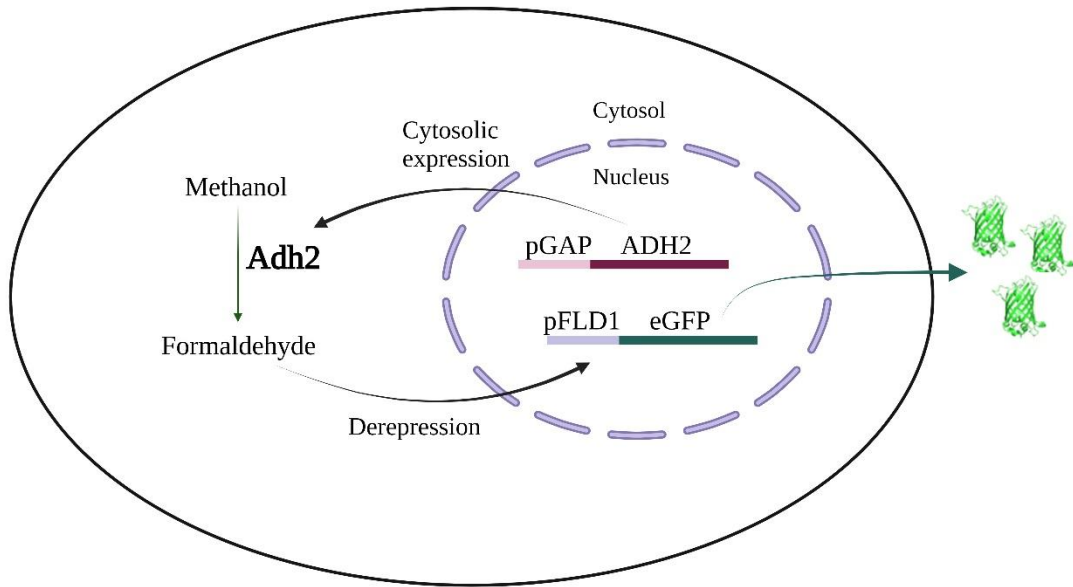 Cytosol
Cytosolic
expression
Nucleus
Methanol
Adh2
pGAP ADH2
pFLD1 eGFP
Formaldehyde
Derepression